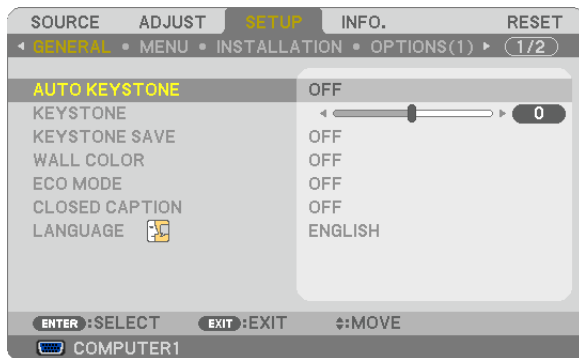 SOURCE ADJUST SETUP INFO. RESET
GENERAL • MENU • INSTALLATION • OPTIONS(1) 1/2
AUTO KEYSTONE OFF
KEYSTONE 0
KEYSTONE SAVE OFF
WALL COLOR OFF
ECO MODE OFF
CLOSED CAPTION OFF
LANGUAGE ENGLISH
ENTER :SELECT EXIT :EXIT :MOVE
COMPUTER1